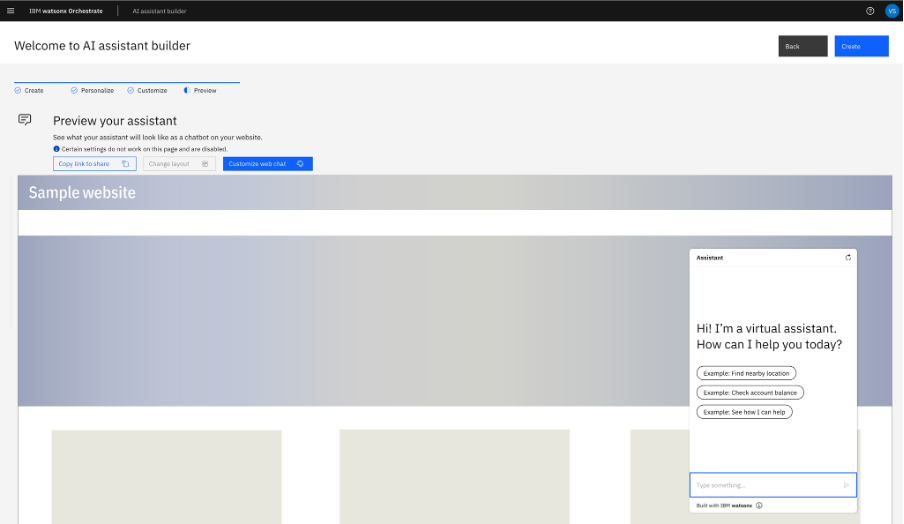 IBM watsonx Orchestrate
AI assistant builder
VS
Welcome to AI assistant builder
Back
Create
Create
Personalize
Customize
Preview
Preview your assistant
See what your assistant will look like as a chatbot on your website.
Certain settings do not work on this page and are disabled.
Copy link to share
Change layout
Customize web chat
Sample website
Assistant
Hi! I'm a virtual assistant.
How can I help you today?
Example: Find nearby location
Example: Check account balance
Example: See how I can help
Type something...
Built with IBM watsonx